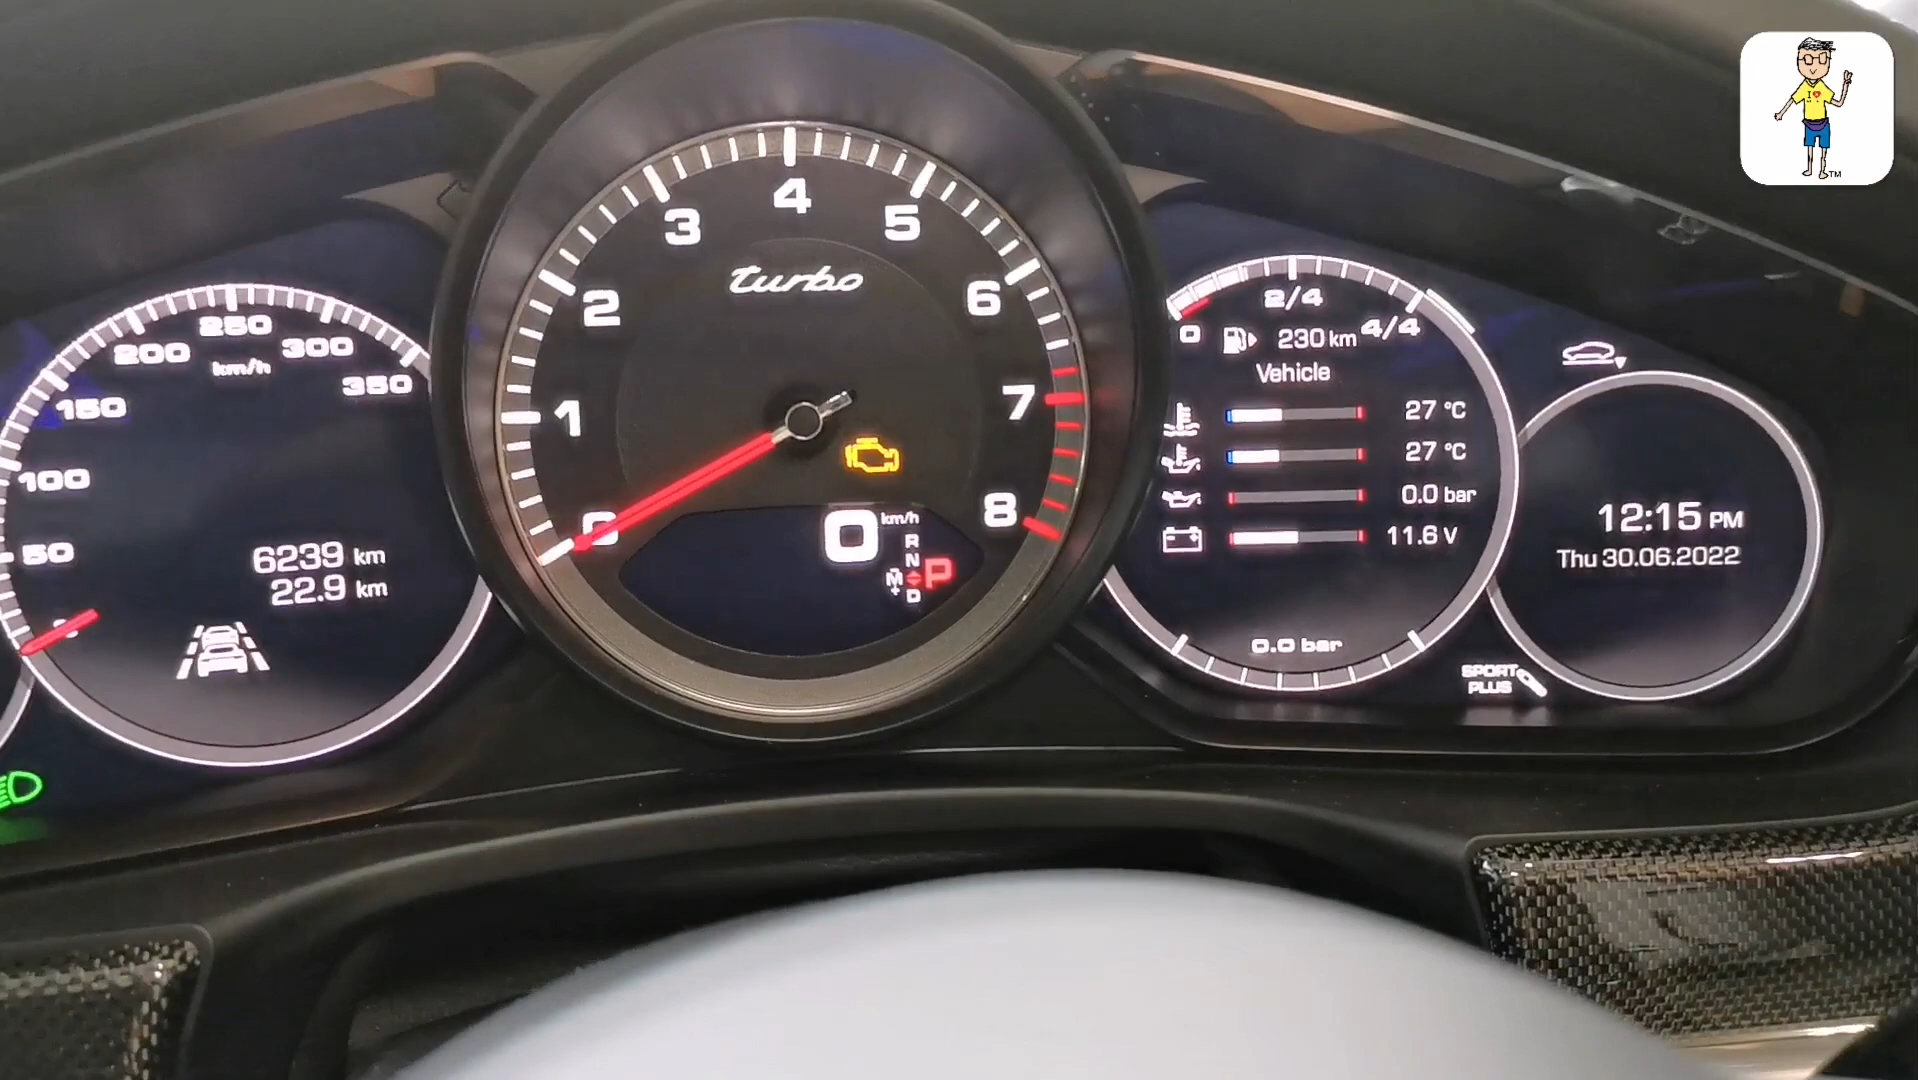 50
100
150
200
250
300
350
km/h
6239 km
22.9 km
0
1
2
3
4
5
6
7
8
turbo
0 km/h
R
N
M
P
D
+
-
0
2/4
4/4
230 km
Vehicle
27 °C
27 °C
0.0 bar
11.6 V
0.0 bar
SPORT
PLUS
12:15 PM
Thu 30.06.2022
I
TM